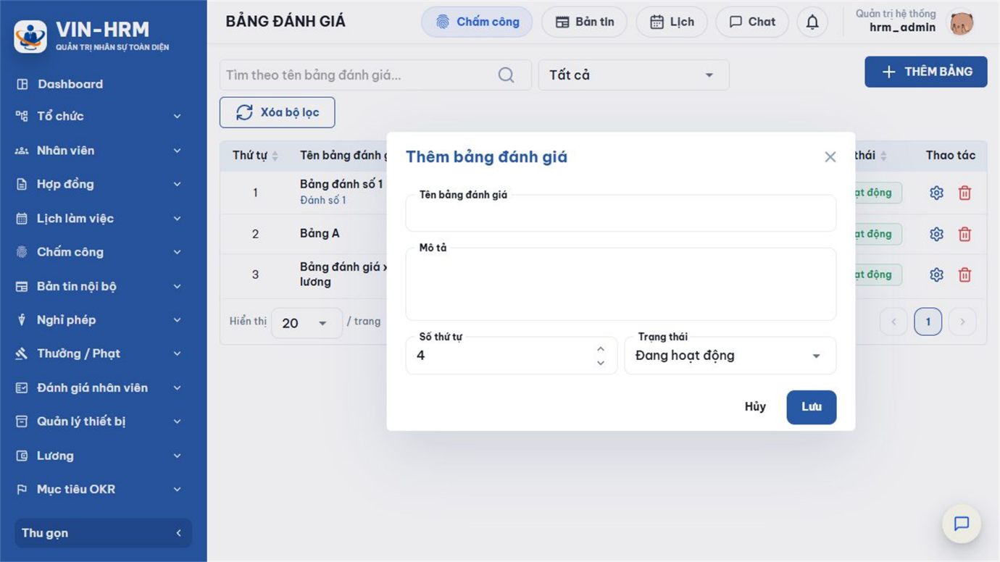 VIN-HRM
QUẢN TRỊ NHÂN SỰ TOÀN DIỆN
Dashboard
Tổ chức
Nhân viên
Hợp đồng
Lịch làm việc
Chấm công
Bản tin nội bộ
Nghỉ phép
Thưởng / Phạt
Đánh giá nhân viên
Quản lý thiết bị
Lương
Mục tiêu OKR
Thu gọn
BẢNG ĐÁNH GIÁ
Chấm công
Bản tin
Lịch
Chat
Quản trị hệ thống
hrm_admin
Tìm theo tên bảng đánh giá...
Tất cả
THÊM BẢNG
Xóa bộ lọc
Thứ tự
Tên bảng đánh g
thái
Thao tác
1
Bảng đánh số 1
Đánh số 1
ạt động
2
Bảng A
ạt động
3
Bảng đánh giá x
lương
ạt động
Hiển thị
20
/ trang
1
Thêm bảng đánh giá
Tên bảng đánh giá
Mô tả
Số thứ tự
4
Trạng thái
Đang hoạt động
Hủy
Lưu